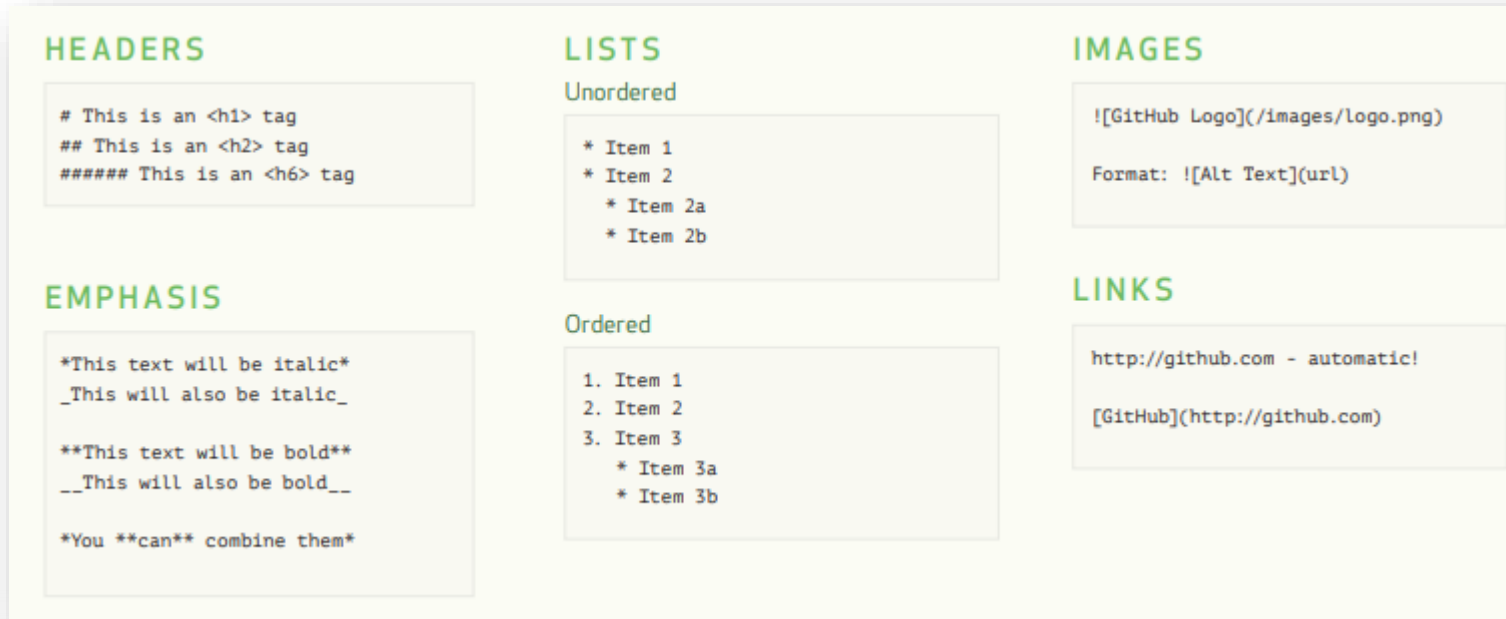 HEADERS
# This is an <h1> tag
## This is an <h2> tag
###### This is an <h6> tag
EMPHASIS
*This text will be italic*
_This will also be italic_
**This text will be bold**
__This will also be bold__
*You **can** combine them*
LISTS
Unordered
* Item 1
* Item 2
  * Item 2a
  * Item 2b
Ordered
1. Item 1
2. Item 2
3. Item 3
   * Item 3a
   * Item 3b
IMAGES
![GitHub Logo](/images/logo.png)
Format: ![Alt Text](url)
LINKS
http://github.com - automatic!
[GitHub](http://github.com)